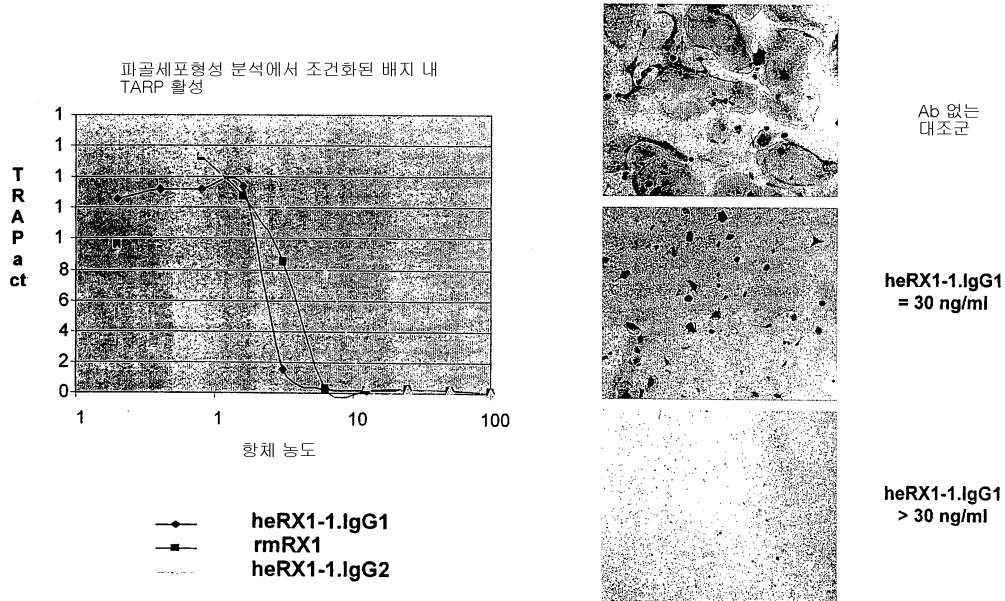 파골세포형성 분석에서 조건화된 배지 내
TARP 활성
1
1
1
1
1
8
6
4
2
0
TRAPact
1
1
10
100
항체 농도
heRX1-1.IgG1
rmRX1
heRX1-1.IgG2
Ab 없는
대조군
heRX1-1.IgG1
= 30 ng/ml
heRX1-1.IgG1
> 30 ng/ml